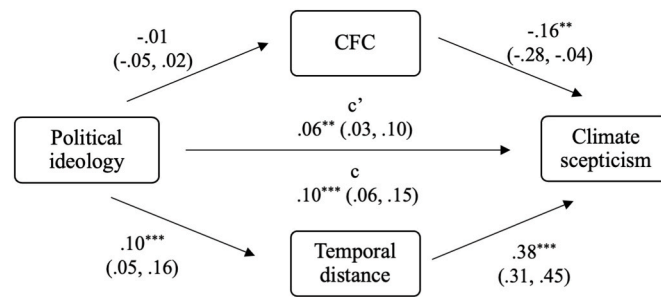 -.01
(-.05, .02)
CFC
-.16**
(-.28, -.04)
Political
ideology
c’
.06** (.03, .10)
c
.10*** (.06, .15)
Climate
scepticism
.10***
(.05, .16)
Temporal
distance
.38***
(.31, .45)